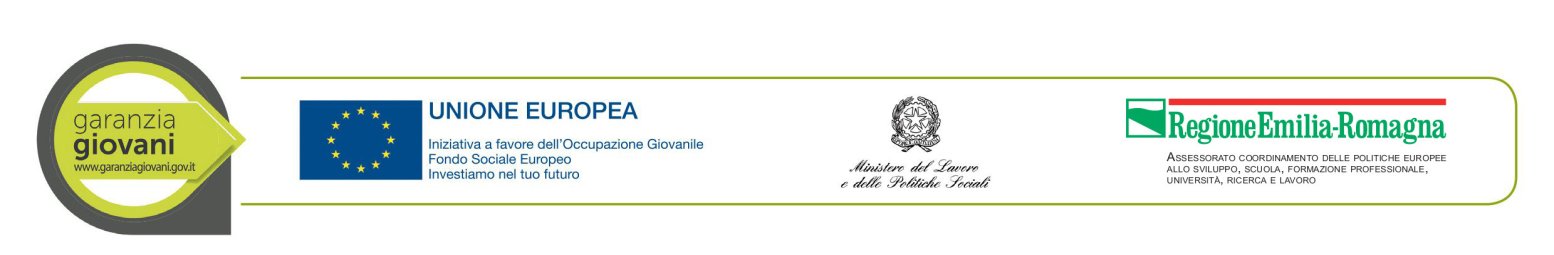 garanzia
giovani
www.garanziagiovani.gov.it
UNIONE EUROPEA
Iniziativa a favore dell'Occupazione Giovanile
Fondo Sociale Europeo
Investiamo nel tuo futuro
Ministero del Lavoro
e delle Politiche Sociali
RegioneEmilia-Romagna
ASSESSORATO COORDINAMENTO DELLE POLITICHE EUROPEE
ALLO SVILUPPO, SCUOLA, FORMAZIONE PROFESSIONALE,
UNIVERSITÀ, RICERCA E LAVORO